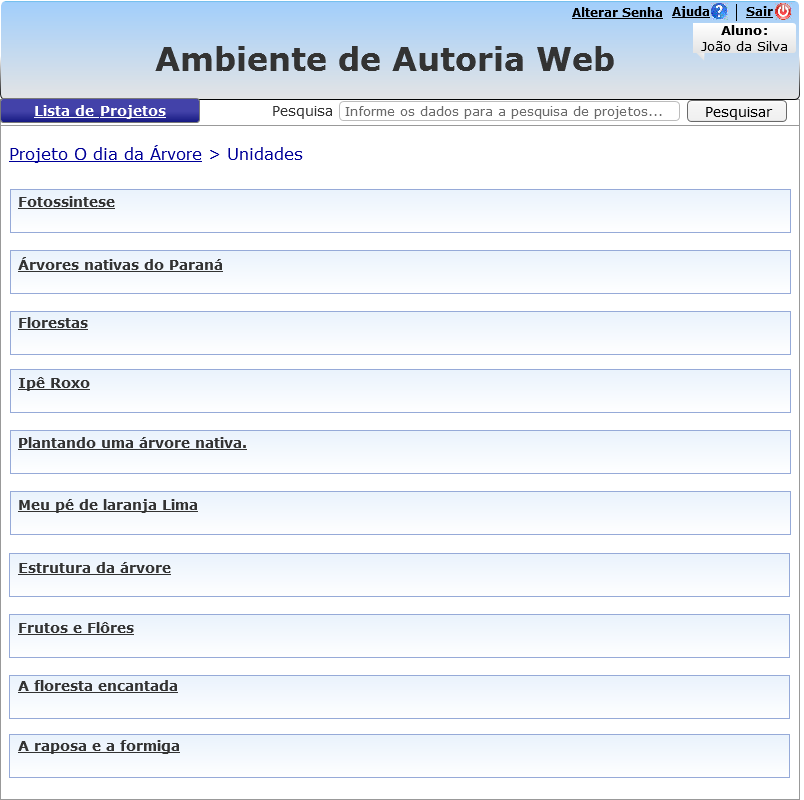 Alterar Senha Ajuda? | Sair
Aluno:
João da Silva
Ambiente de Autoria Web
Lista de Projetos Pesquisa Informe os dados para a pesquisa de projetos... Pesquisar
Projeto O dia da Árvore > Unidades
Fotossintese
Árvores nativas do Paraná
Florestas
Ipê Roxo
Plantando uma árvore nativa.
Meu pé de laranja Lima
Estrutura da árvore
Frutos e Flôres
A floresta encantada
A raposa e a formiga